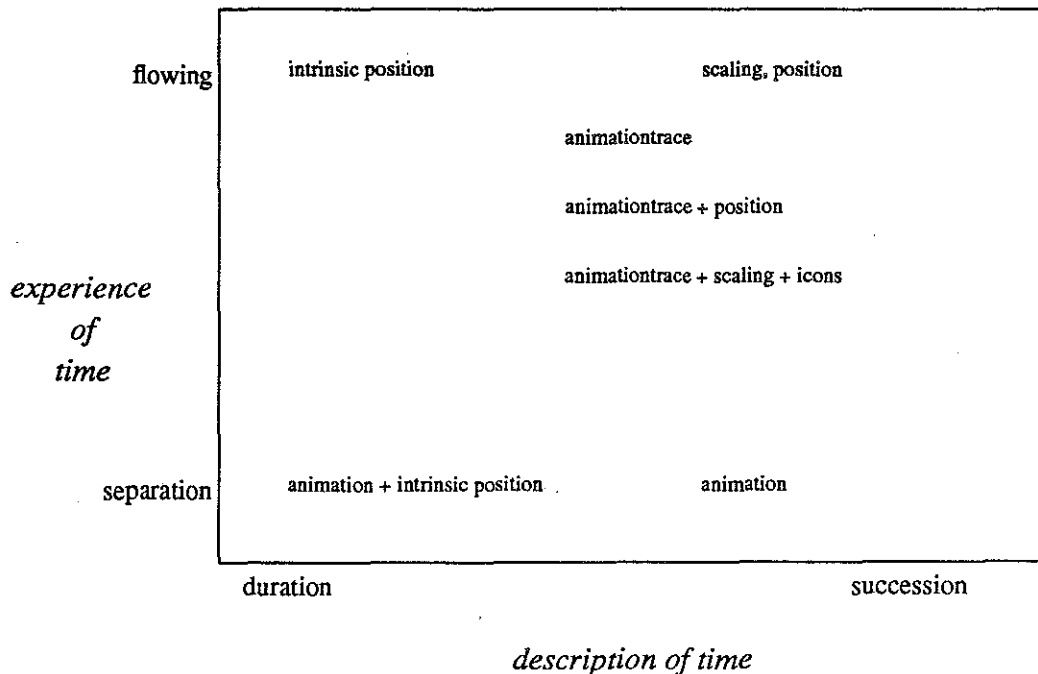 flowing
intrinsic position
scaling, position
animationtrace
animationtrace + position
animationtrace + scaling + icons
experience
of
time
separation
animation + intrinsic position
animation
duration
succession
description of time